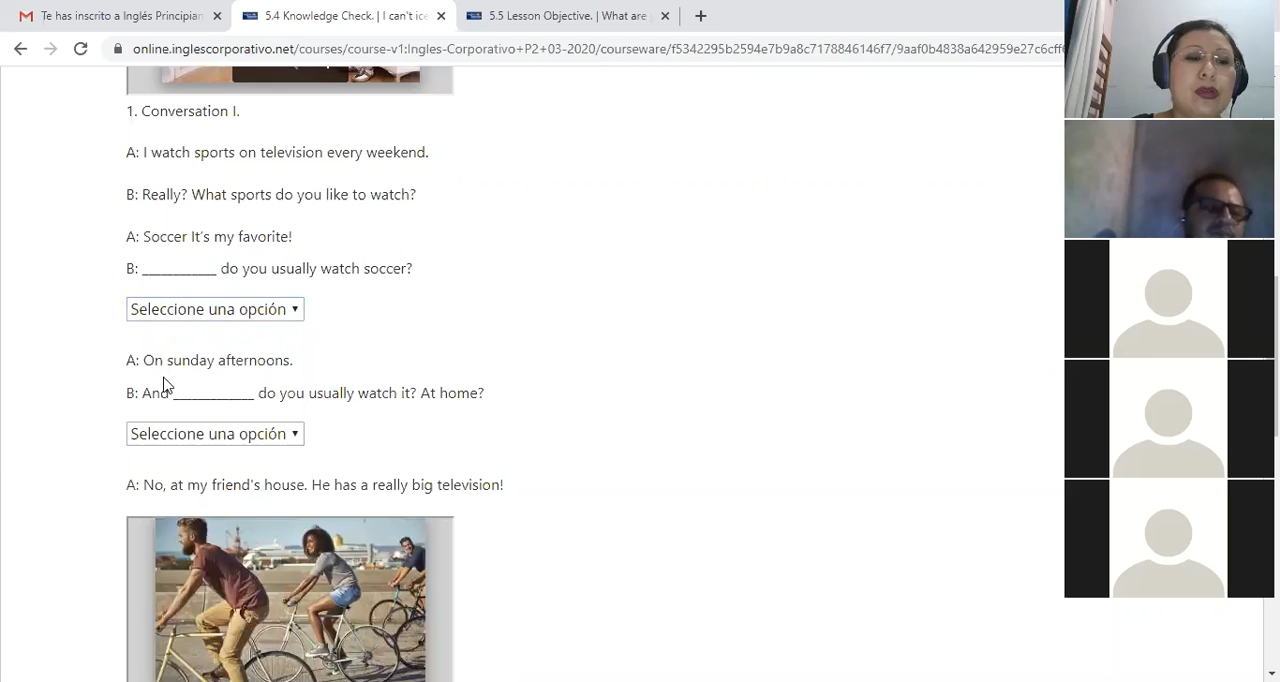 Te has inscrito a Inglés Principian
5.4 Knowledge Check. | I can't ice
5.5 Lesson Objective. | What are
online.inglescorporativo.net/courses/course-v1:Ingles-Corporativo+P2+03-2020/courseware/f5342295b2594e7b9a8c7178846146f7/9aaf0b4838a642959e27c6cff6
1. Conversation I.
A: I watch sports on television every weekend.
B: Really? What sports do you like to watch?
A: Soccer It's my favorite!
B: ___________ do you usually watch soccer?
Seleccione una opción
A: On sunday afternoons.
B: And ____________ do you usually watch it? At home?
Seleccione una opción
A: No, at my friend's house. He has a really big television!